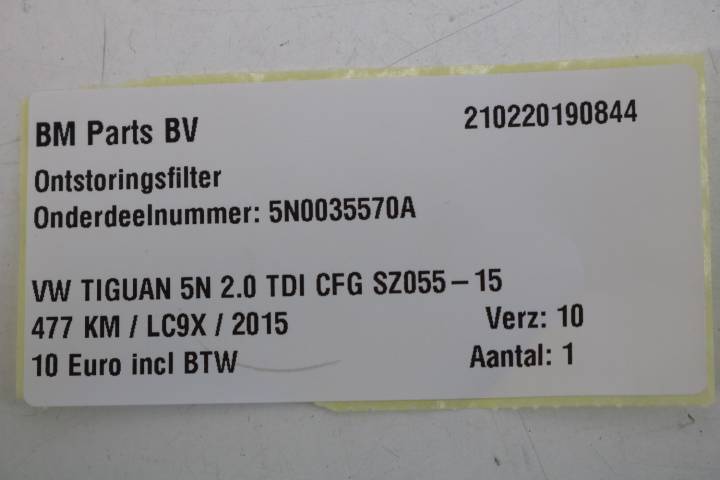 BM Parts BV 210220190844
Ontstoringsfilter
Onderdeelnummer: 5N0035570A
VW TIGUAN 5N 2.0 TDI CFG SZ055-15
477 KM / LC9X / 2015 Verz: 10
10 Euro incl BTW Aantal: 1